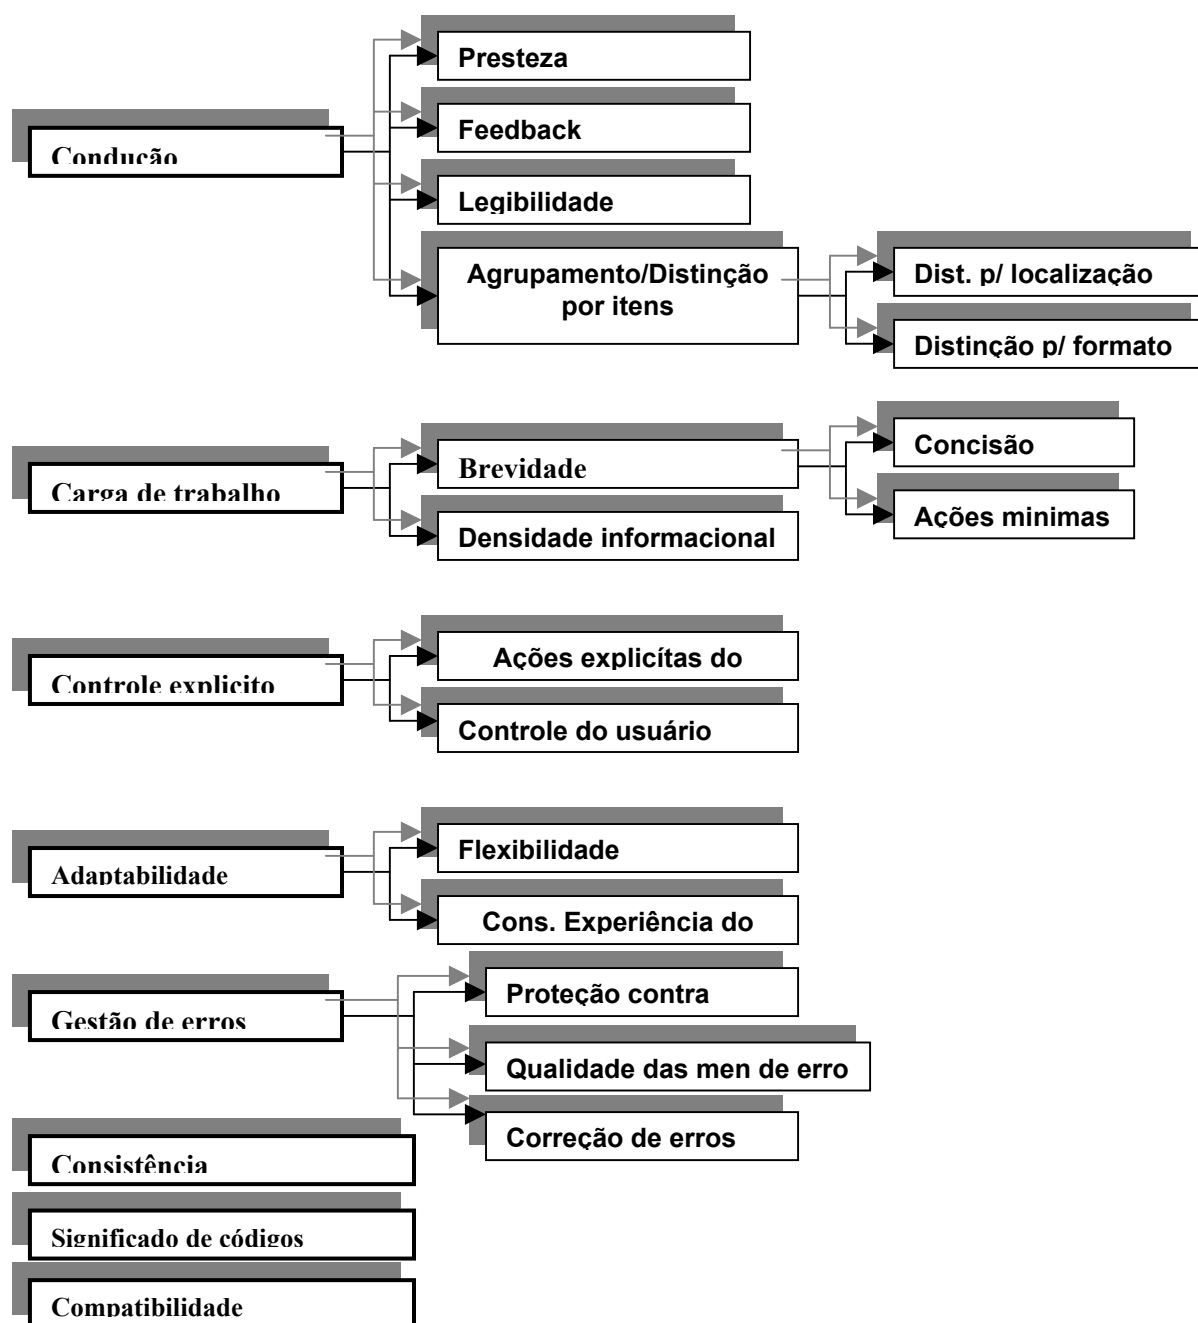 Presteza
Feedback
Condução
Legibilidade
Agrupamento/Distinção
por itens
Dist. p/ localização
Distinção p/ formato
Carga de trabalho
Brevidade
Concisão
Ações minimas
Densidade informacional
Controle explicito
Ações explicítas do
Controle do usuário
Adaptabilidade
Flexibilidade
Cons. Experiência do
Gestão de erros
Proteção contra
Qualidade das men de erro
Correção de erros
Consistência
Significado de códigos
Compatibilidade